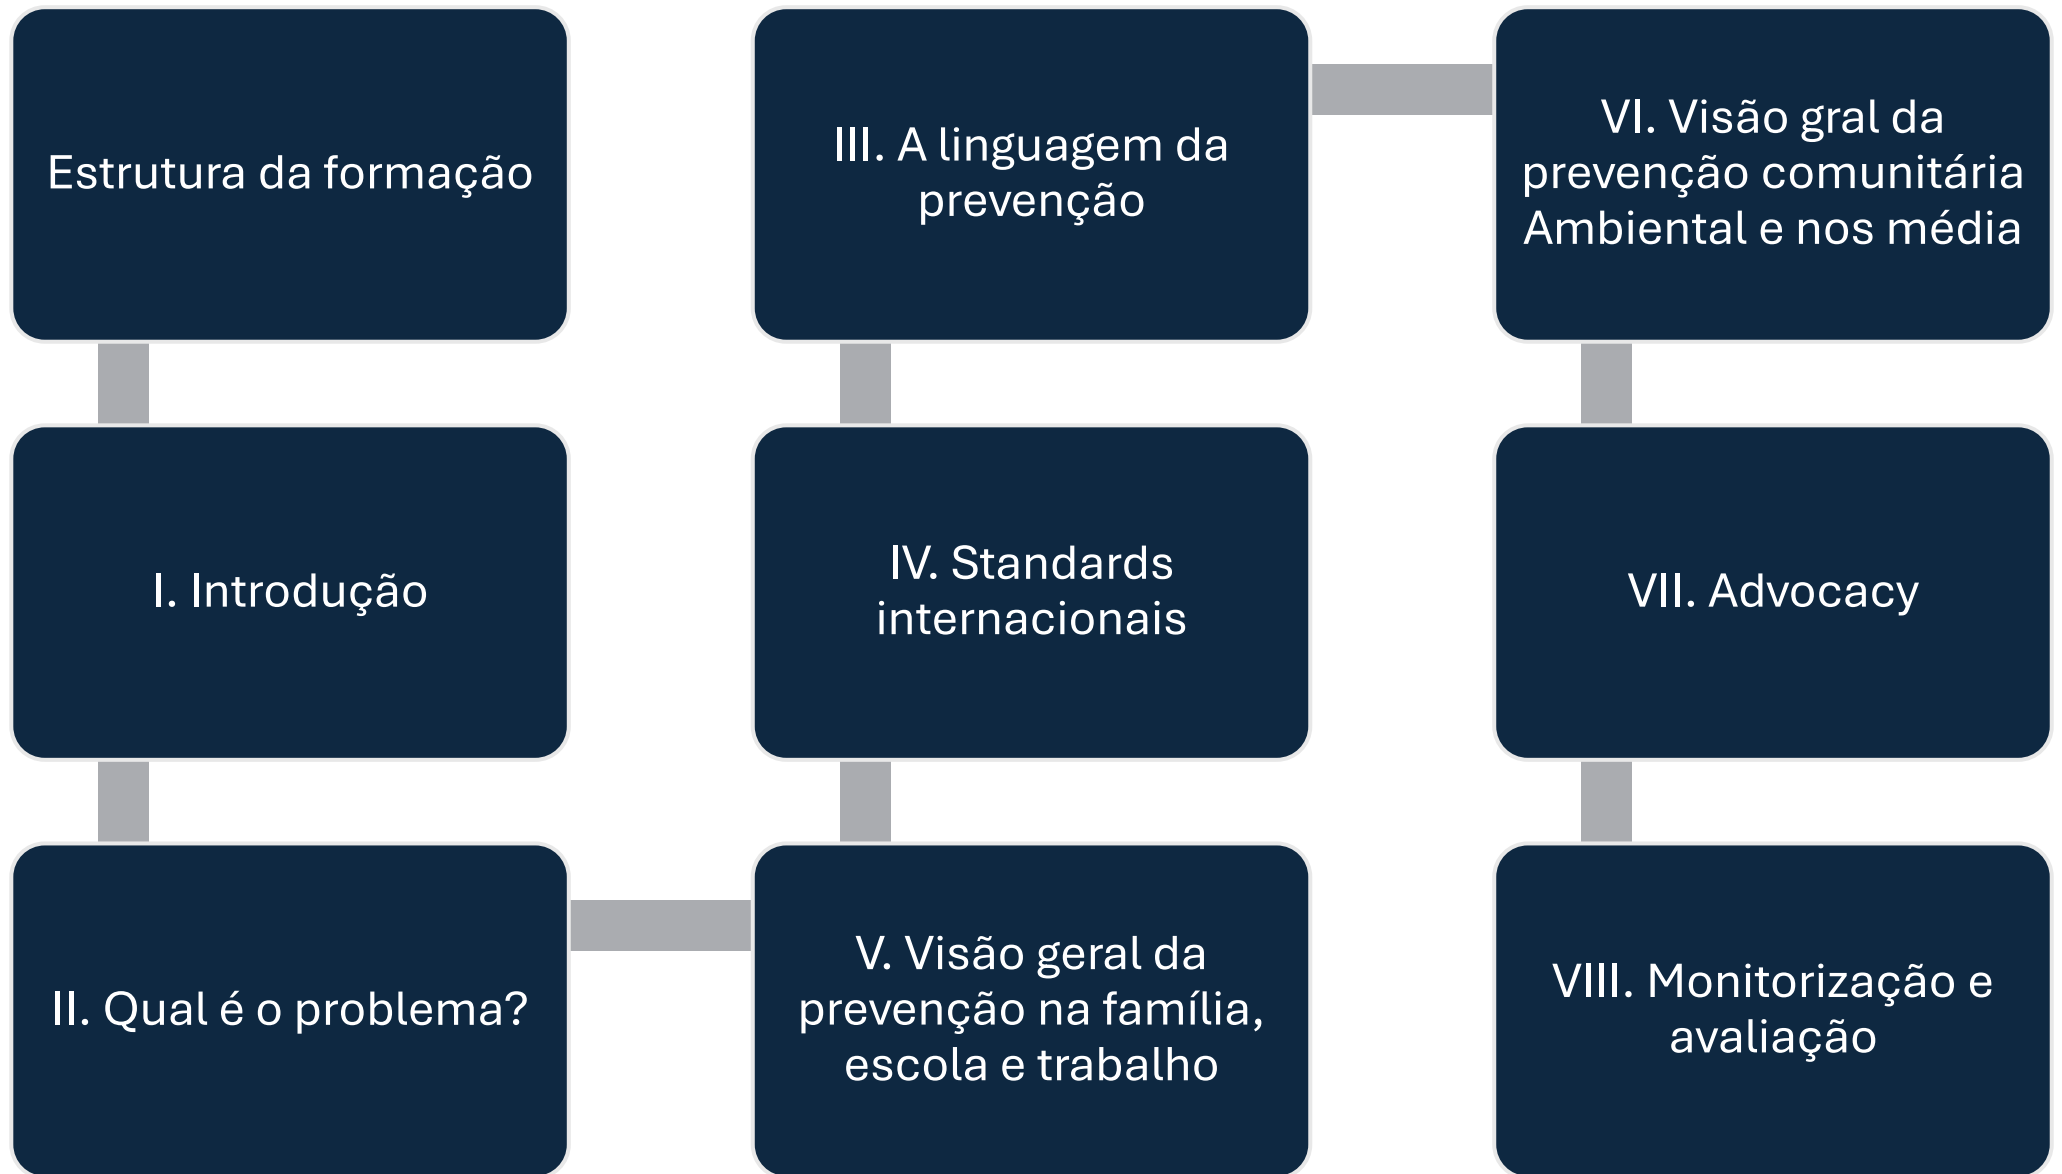 Estrutura da formação
I. Introdução
II. Qual é o problema?
III. A linguagem da
prevenção
IV. Standards
internacionais
V. Visão geral da
prevenção na família,
escola e trabalho
VI. Visão gral da
prevenção comunitária
Ambiental e nos média
VII. Advocacy
VIII. Monitorização e
avaliação